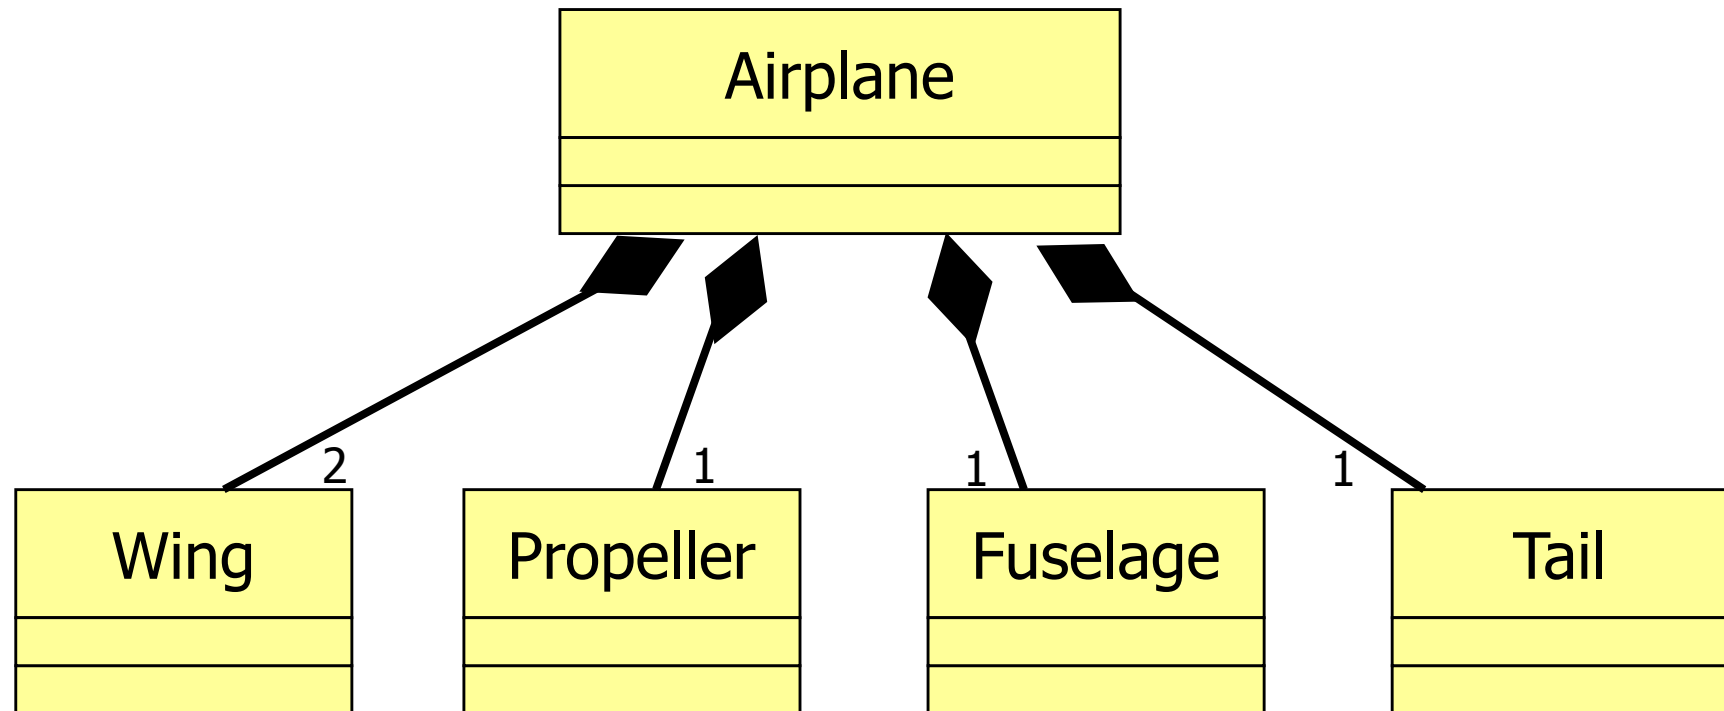 Airplane
2
1
1
1
Wing
Propeller
Fuselage
Tail